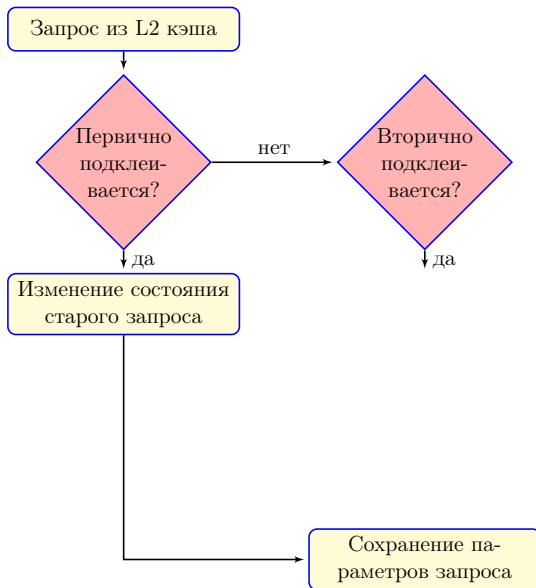 Запрос из L2 кэша
Первично
подклеи-
вается?
нет
Вторично
подклеи-
вается?
да
да
Изменение состояния
старого запроса
Сохранение па-
раметров запроса